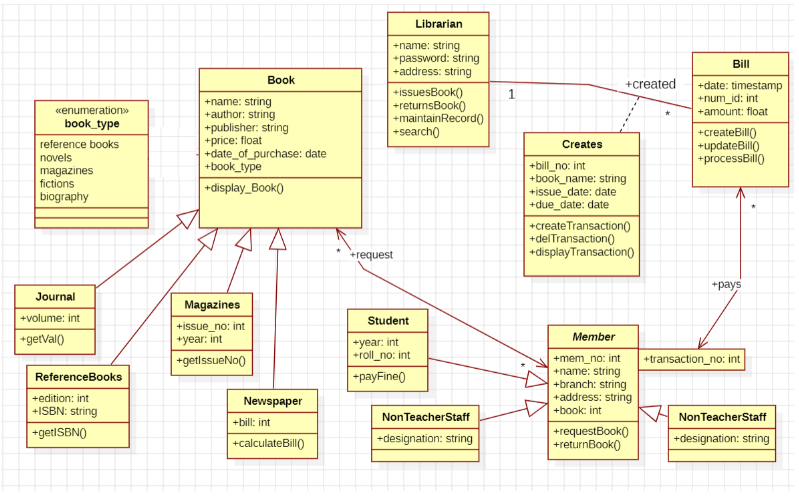 Librarian
+name: string
+password: string
+address: string
+issuesBook()
+returnsBook()
+maintainRecord()
+search()
1
+created
*
Bill
+date: timestamp
+num_id: int
+amount: float
+createBill()
+updateBill()
+processBill()
*
+pays
Book
+name: string
+author: string
+publisher: string
+price: float
+date_of_purchase: date
+book_type
+display_Book()
«enumeration»
book_type
reference books
novels
magazines
fictions
biography
Creates
+bill_no: int
+book_name: string
+issue_date: date
+due_date: date
+createTransaction()
+delTransaction()
+displayTransaction()
*
+request
Journal
+volume: int
+getVal()
Magazines
+issue_no: int
+year: int
+getIssueNo()
ReferenceBooks
+edition: int
+ISBN: string
+getISBN()
Newspaper
+bill: int
+calculateBill()
Student
+year: int
+roll_no: int
+payFine()
*
Member
+mem_no: int
+name: string
+branch: string
+address: string
+book: int
+requestBook()
+returnBook()
+transaction_no: int
NonTeacherStaff
+designation: string
NonTeacherStaff
+designation: string